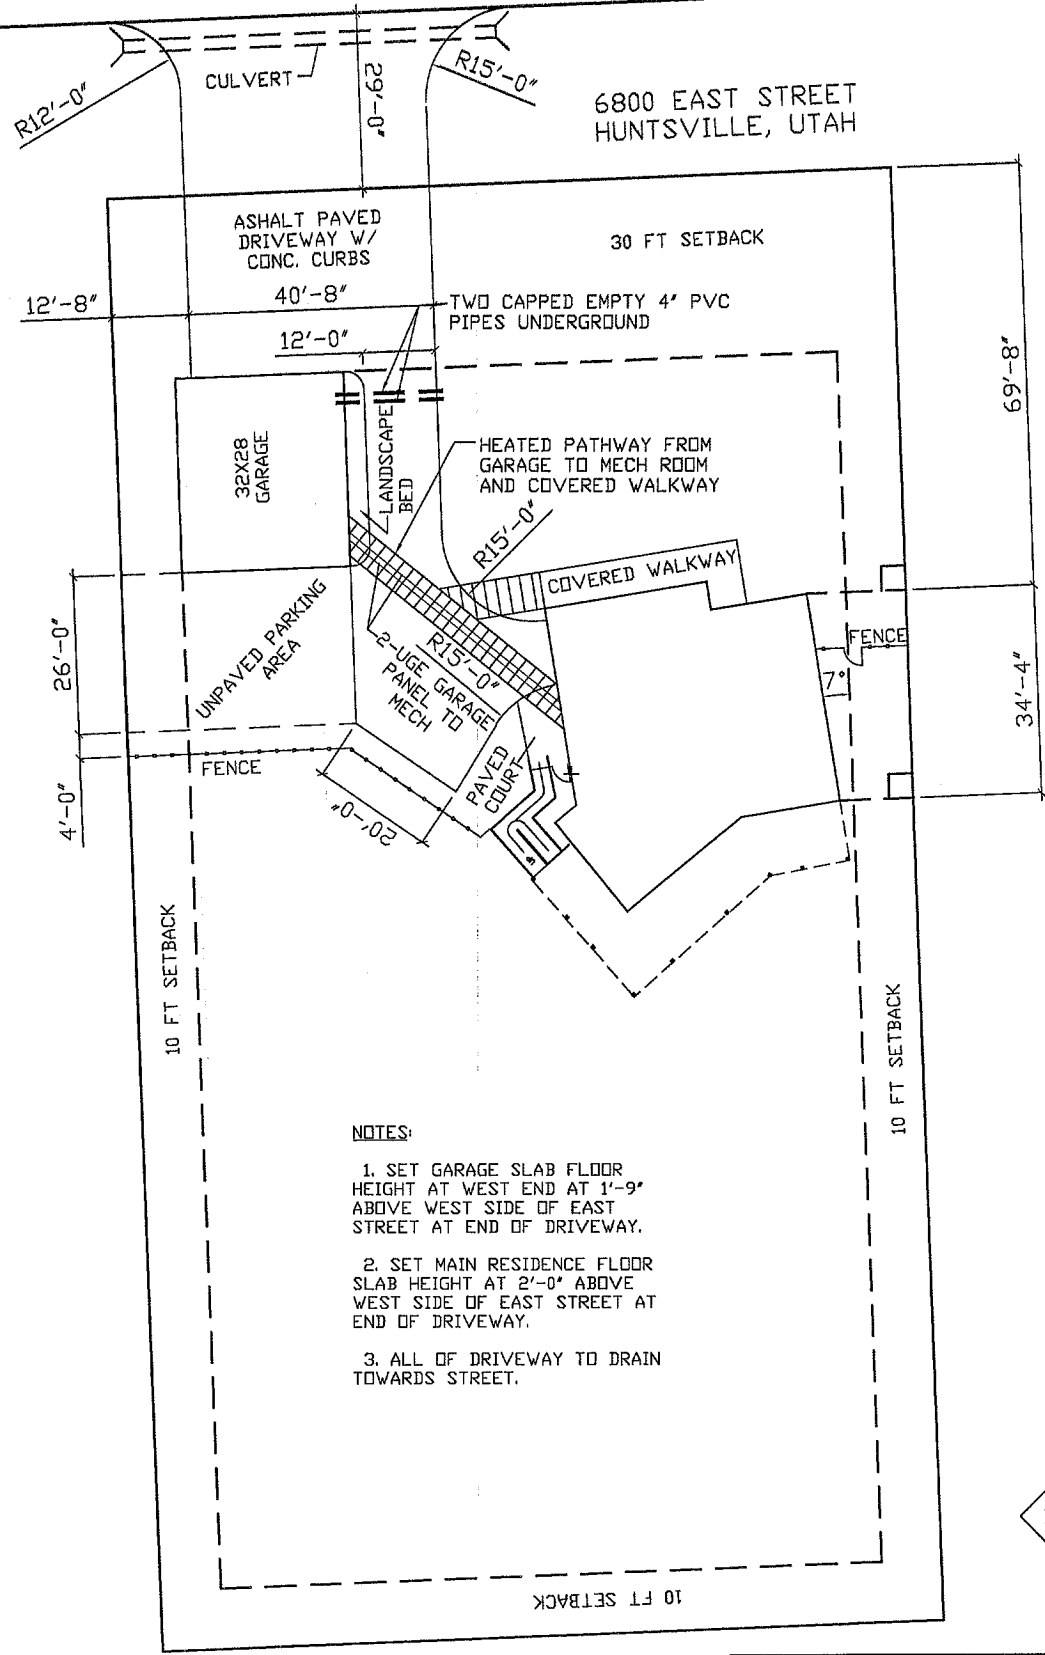 CULVERT
R12'-0"
29'-0"
R15'-0"
6800 EAST STREET
HUNTSVILLE, UTAH
ASHALT PAVED
DRIVEWAY W/
CONC. CURBS
30 FT SETBACK
12'-8"
40'-8"
TWO CAPPED EMPTY 4" PVC
PIPES UNDERGROUND
12'-0"
69'-8"
32X28
GARAGE
LANDSCAPE
BED
HEATED PATHWAY FROM
GARAGE TO MECH ROOM
AND COVERED WALKWAY
R15'-0"
COVERED WALKWAY
26'-0"
UNPAVED PARKING
AREA
2-UGE GARAGE
PANEL TO
MECH
R15'-0"
FENCE
7°
34'-4"
FENCE
4'-0"
20'-0"
PAVED
COURT
10 FT SETBACK
10 FT SETBACK
NOTES:
1. SET GARAGE SLAB FLOOR
HEIGHT AT WEST END AT 1'-9"
ABOVE WEST SIDE OF EAST
STREET AT END OF DRIVEWAY.
2. SET MAIN RESIDENCE FLOOR
SLAB HEIGHT AT 2'-0" ABOVE
WEST SIDE OF EAST STREET AT
END OF DRIVEWAY.
3. ALL OF DRIVEWAY TO DRAIN
TOWARDS STREET.
10 FT SETBACK